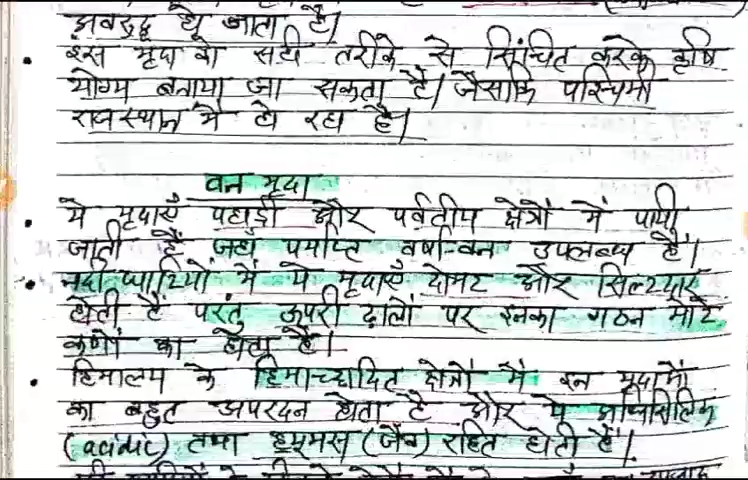 अवरुद्ध हो जाता है।
• इस मृदा को सही तरीके से सिंचित करके कृषि
योग्य बनाया जा सकता है। जैसाकि पश्चिमी
राजस्थान में हो रहा है।
वन मृदा
• ये मृदाएँ पहाड़ी और पर्वतीय क्षेत्रों में पायी
जाती हैं जहाँ पर्याप्त वर्षा-वन उपलब्ध हैं।
• नदी घाटियों में ये मृदाएँ दोमट और सिल्टदार
होती हैं परंतु ऊपरी ढ़ालों पर इनका गठन मोटे
कणों का होता है।
• हिमालय के हिमाच्छादित क्षेत्रों में इन मृदाओं
का बहुत अपरदन होता है और ये अधिसिलिक
(acidic) तथा ह्यूमस (जैव) रहित होती हैं।